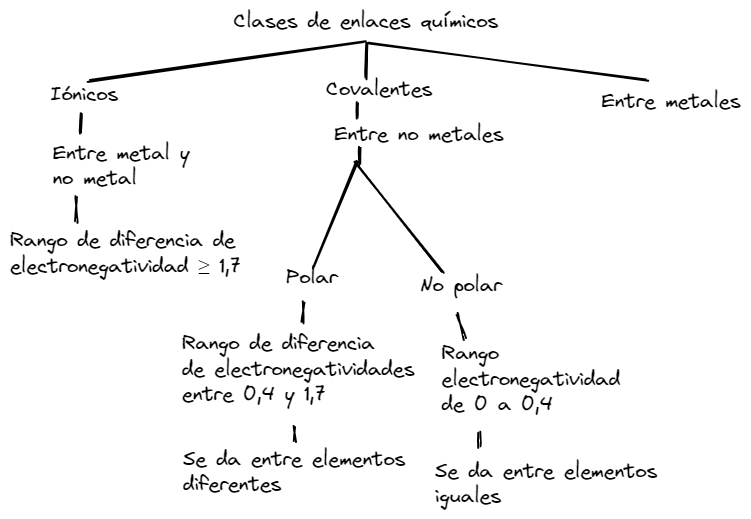 Clases de enlaces químicos
Iónicos
Entre metal y
no metal
Rango de diferencia de
electronegatividad ≥ 1,7
Covalentes
Entre no metales
Polar
Rango de diferencia
de electronegatividades
entre 0,4 y 1,7
Se da entre elementos
diferentes
No polar
Rango
electronegatividad
de 0 a 0,4
Se da entre elementos
iguales
Entre metales